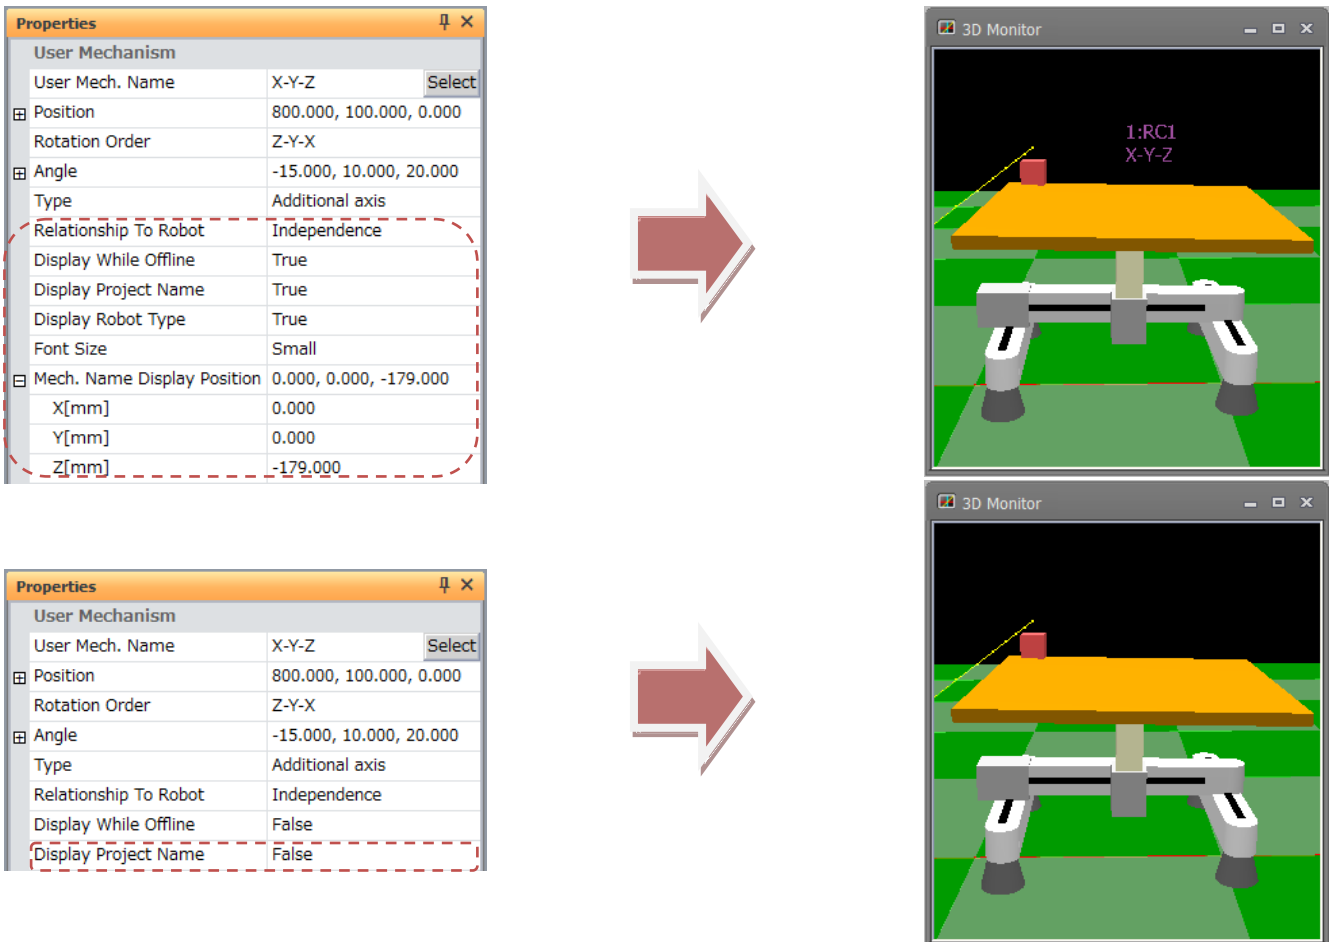 Properties
User Mechanism
User Mech. Name X-Y-Z Select
Position 800.000, 100.000, 0.000
Rotation Order Z-Y-X
Angle -15.000, 10.000, 20.000
Type Additional axis
Relationship To Robot Independence
Display While Offline True
Display Project Name True
Display Robot Type True
Font Size Small
Mech. Name Display Position 0.000, 0.000, -179.000
X[mm] 0.000
Y[mm] 0.000
Z[mm] -179.000
3D Monitor
1:RC1
X-Y-Z
Properties
User Mechanism
User Mech. Name X-Y-Z Select
Position 800.000, 100.000, 0.000
Rotation Order Z-Y-X
Angle -15.000, 10.000, 20.000
Type Additional axis
Relationship To Robot Independence
Display While Offline False
Display Project Name False
3D Monitor